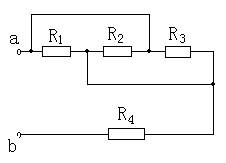 a R₁ R₂ R₃
b R₄